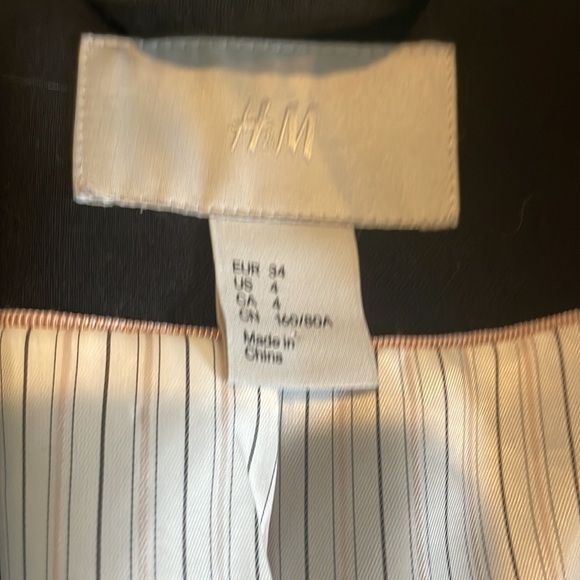 H&M
EUR 34
US 4
CA 4
CN 160/80A
Made in
China